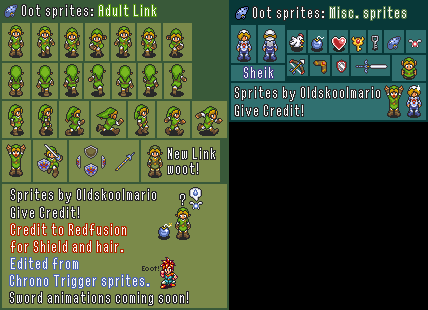 Oot sprites: Adult Link
New Link
woot!
Sprites by Oldskoolmario
Give Credit!
Credit to Redfusion
for Shield and hair.
Edited from
Chrono Trigger sprites.
Sword animations coming soon!
?
Eoot!
Oot sprites: Misc. sprites
Sheik
Sprites by Oldskoolmario
Give Credit!